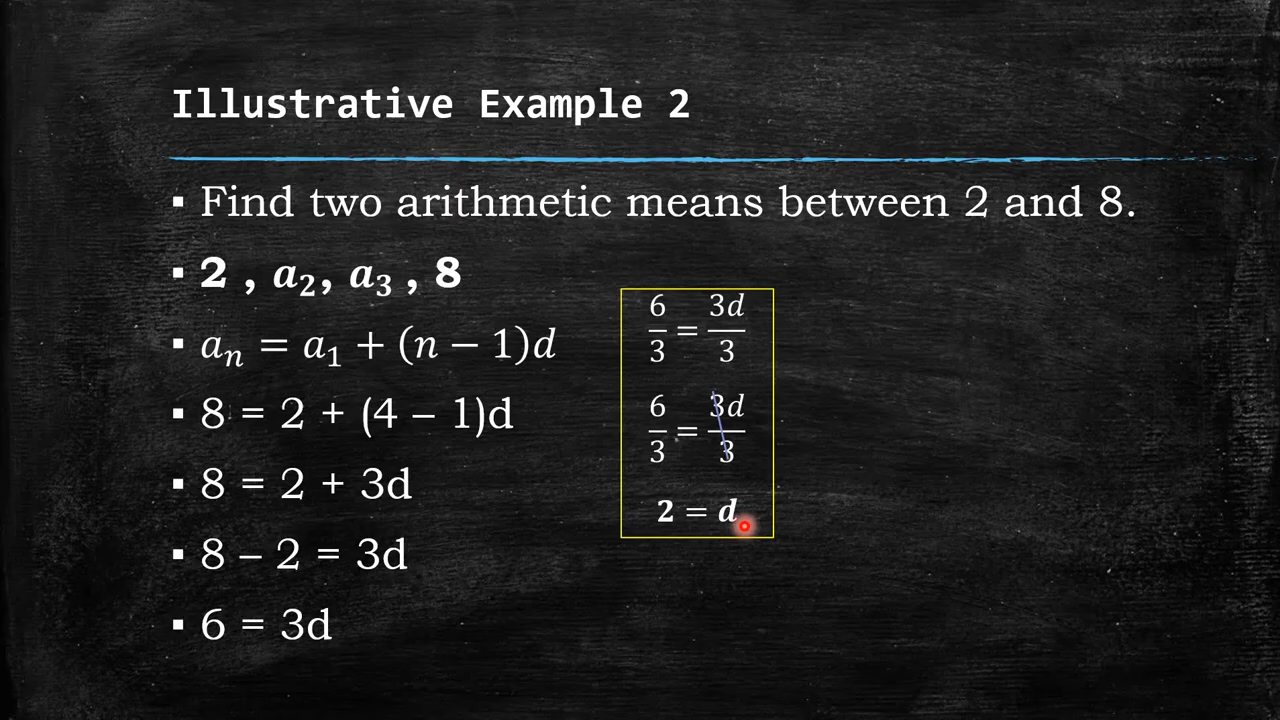 Illustrative Example 2
▪ Find two arithmetic means between 2 and 8.
▪ 2 , a₂, a₃ , 8
▪ aₙ = a₁ + (n − 1)d
▪ 8 = 2 + (4 – 1)d
▪ 8 = 2 + 3d
▪ 8 – 2 = 3d
▪ 6 = 3d
6/3 = 3d/3
6/3 = 3d/3
2 = d